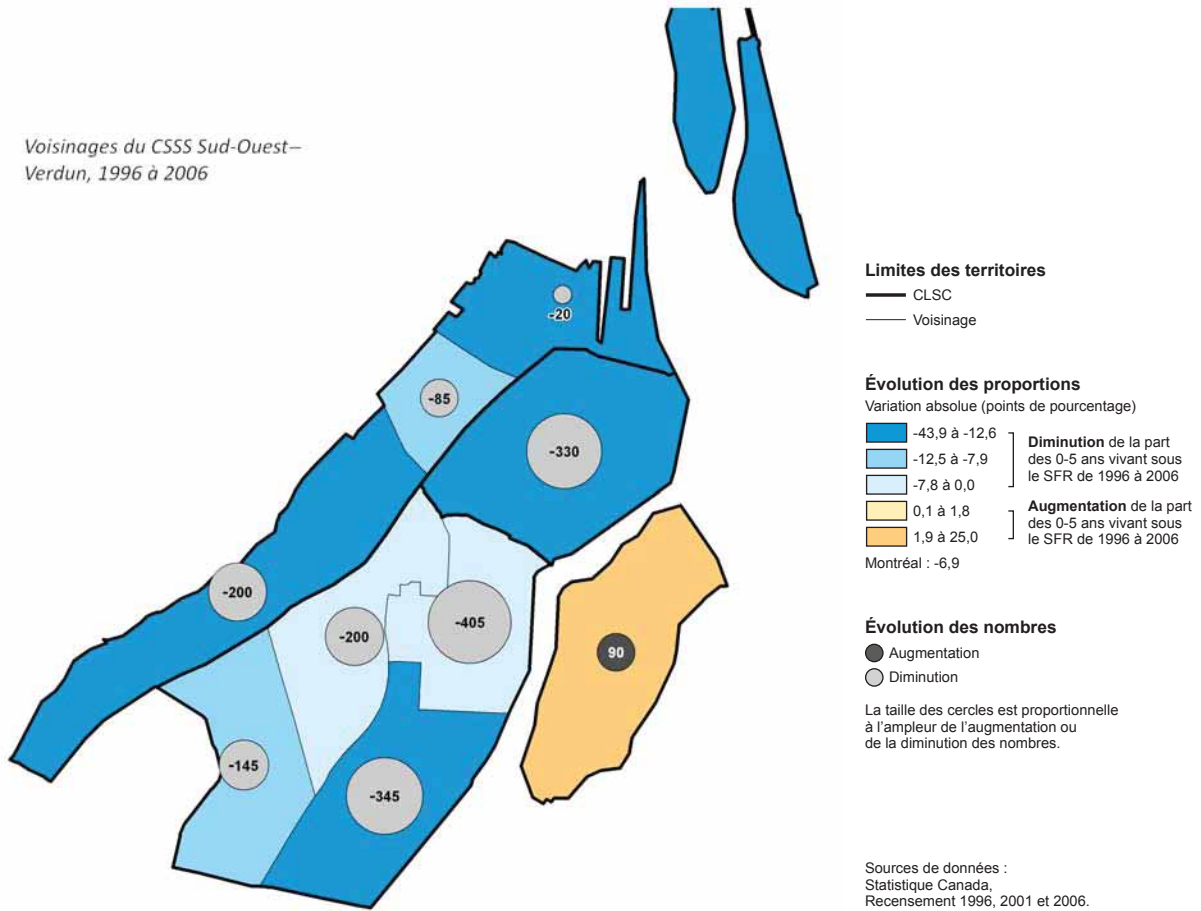 Voisinages du CSSS Sud-Ouest–
Verdun, 1996 à 2006
-20
-85
-330
-200
-200
-405
90
-145
-345
Limites des territoires
CLSC
Voisinage
Évolution des proportions
Variation absolue (points de pourcentage)
-43,9 à -12,6
-12,5 à -7,9
-7,8 à 0,0
Diminution de la part
des 0-5 ans vivant sous
le SFR de 1996 à 2006
0,1 à 1,8
1,9 à 25,0
Augmentation de la part
des 0-5 ans vivant sous
le SFR de 1996 à 2006
Montréal : -6,9
Évolution des nombres
Augmentation
Diminution
La taille des cercles est proportionnelle
à l'ampleur de l'augmentation ou
de la diminution des nombres.
Sources de données :
Statistique Canada,
Recensement 1996, 2001 et 2006.